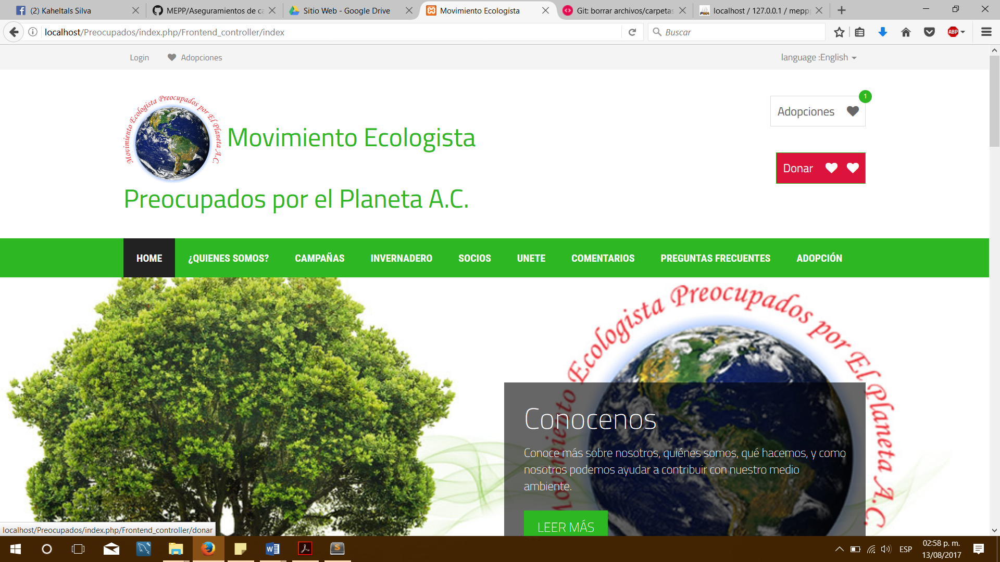 (2) Kaheltals Silva
MEPP/Aseguramientos de ca
Sitio Web - Google Drive
Movimiento Ecologista
Git: borrar archivos/carpetas
localhost / 127.0.0.1 / mepp
localhost/Preocupados/index.php/Frontend_controller/index
Buscar
ABP
Login
Adopciones
language :English
Movimiento Ecologista Preocupados por El Planeta A.C.
Movimiento Ecologista
Preocupados por el Planeta A.C.
1
Adopciones
Donar
HOME
¿QUIENES SOMOS?
CAMPAÑAS
INVERNADERO
SOCIOS
UNETE
COMENTARIOS
PREGUNTAS FRECUENTES
ADOPCIÓN
Movimiento Ecologista Preocupados por El Planeta A.C
Conocenos
Conoce más sobre nosotros, quiénes somos, qué hacemos, y como
nosotros podemos ayudar a contribuir con nuestro medio
ambiente.
LEER MÁS
localhost/Preocupados/index.php/Frontend_controller/donar
ESP
02:58 p. m.
13/08/2017